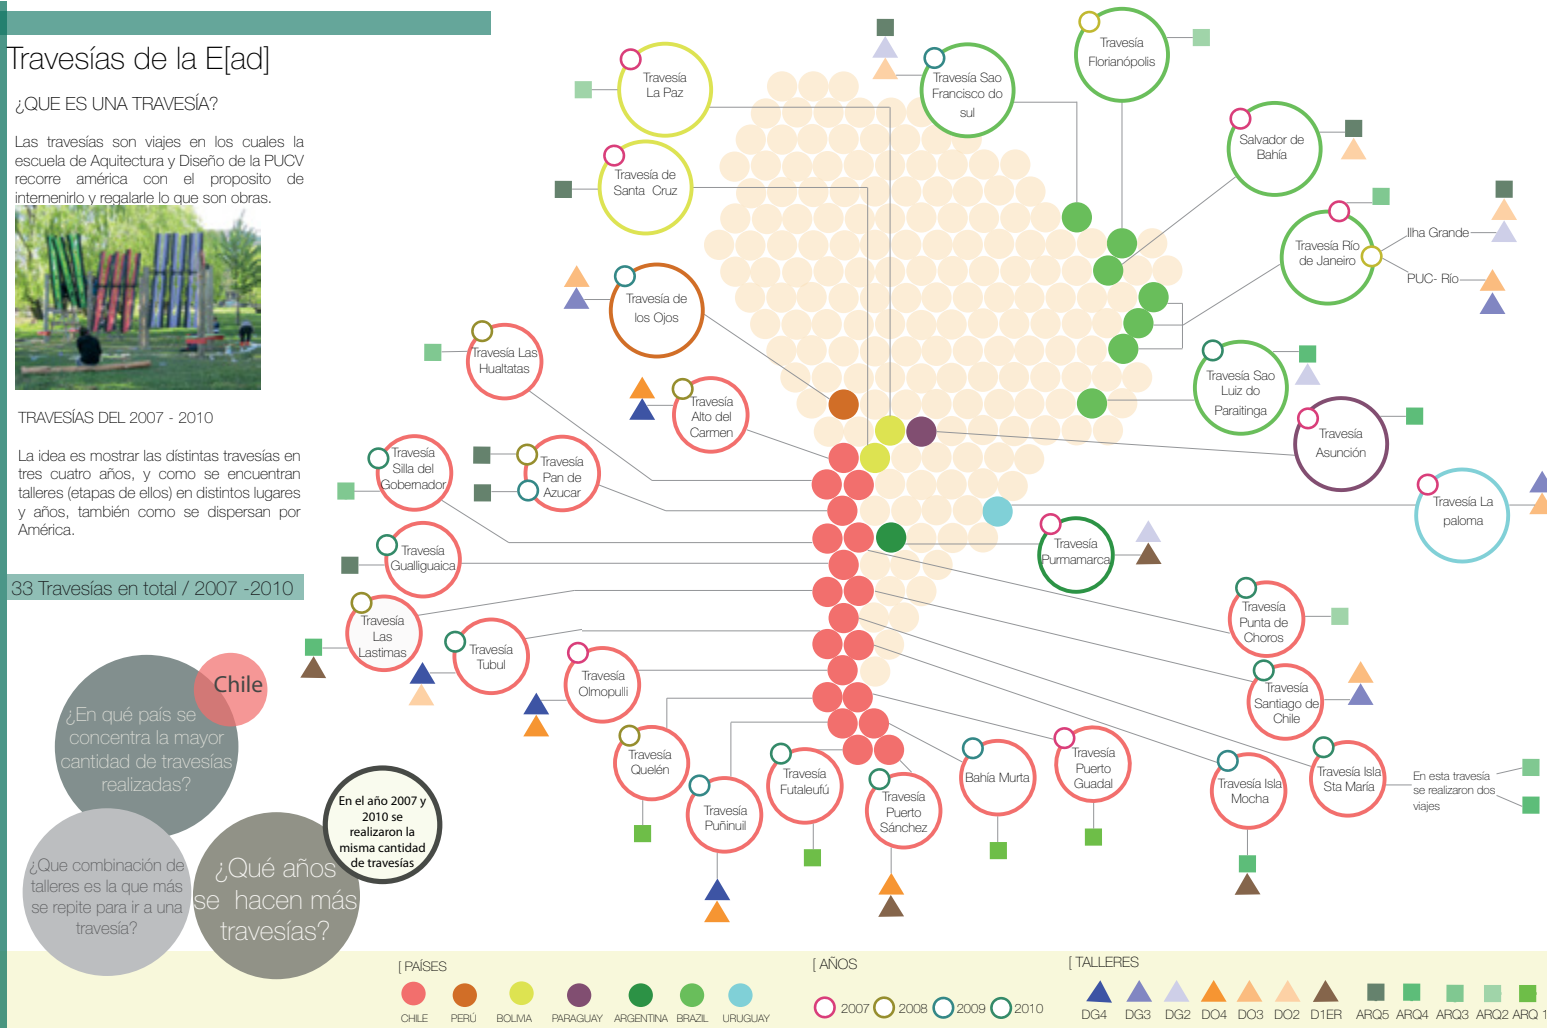 Travesías de la E[ad]
¿QUE ES UNA TRAVESÍA?
Las travesías son viajes en los cuales la
escuela de Aquitectura y Diseño de la PUCV
recorre américa con el proposito de
internenirlo y regalarle lo que son obras.
TRAVESÍAS DEL 2007 - 2010
La idea es mostrar las dístintas travesías en
tres cuatro años, y como se encuentran
talleres (etapas de ellos) en distintos lugares
y años, también como se dispersan por
América.
33 Travesías en total / 2007 -2010
Chile
¿En qué país se
concentra la mayor
cantidad de travesías
realizadas?
En el año 2007 y
2010 se
realizaron la
misma cantidad
de travesías
¿Que combinación de
talleres es la que más
se repite para ir a una
travesía?
¿Qué años
se hacen más
travesías?
Travesía
La Paz
Travesía de
Santa Cruz
Travesía Sao
Francisco do
sul
Travesía
Florianópolis
Salvador de
Bahía
Travesía Río
de Janeiro
Ilha Grande
PUC- Río
Travesía de
los Ojos
Travesía Las
Hualtatas
Travesía
Alto del
Carmen
Travesía Sao
Luiz do
Paraitinga
Travesía
Asunción
Travesía
Silla del
Gobernador
Travesía
Pan de
Azucar
Travesía La
paloma
Travesía
Gualliguaica
Travesía
Purmamarca
Travesía
Las
Lastimas
Travesía
Tubul
Travesía
Olmopulli
Travesía
Punta de
Choros
Travesía
Santiago de
Chile
Travesía
Quelén
Travesía
Puñinuil
Travesía
Futaleufú
Travesía
Puerto
Sánchez
Bahía Murta
Travesía
Puerto
Guadal
Travesía Isla
Mocha
Travesía Isla
Sta María
En esta travesía
se realizaron dos
viajes
[ PAÍSES
CHILE PERÚ BOLIVIA PARAGUAY ARGENTINA BRAZIL URUGUAY
[ AÑOS
2007 2008 2009 2010
[ TALLERES
DG4 DG3 DG2 DO4 DO3 DO2 D1ER ARQ5 ARQ4 ARQ3 ARQ2 ARQ 1